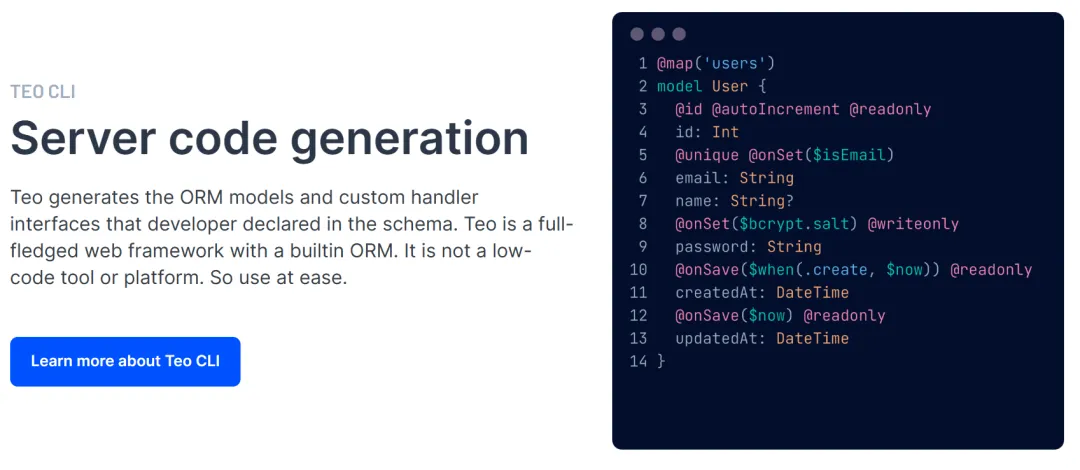 TEO CLI
Server code generation
Teo generates the ORM models and custom handler
interfaces that developer declared in the schema. Teo is a full-
fledged web framework with a builtin ORM. It is not a low-
code tool or platform. So use at ease.
Learn more about Teo CLI
1 @map('users')
2 model User {
3   @id @autoIncrement @readonly
4   id: Int
5   @unique @onSet($isEmail)
6   email: String
7   name: String?
8   @onSet($bcrypt.salt) @writeonly
9   password: String
10   @onSave($when(.create, $now)) @readonly
11   createdAt: DateTime
12   @onSave($now) @readonly
13   updatedAt: DateTime
14 }